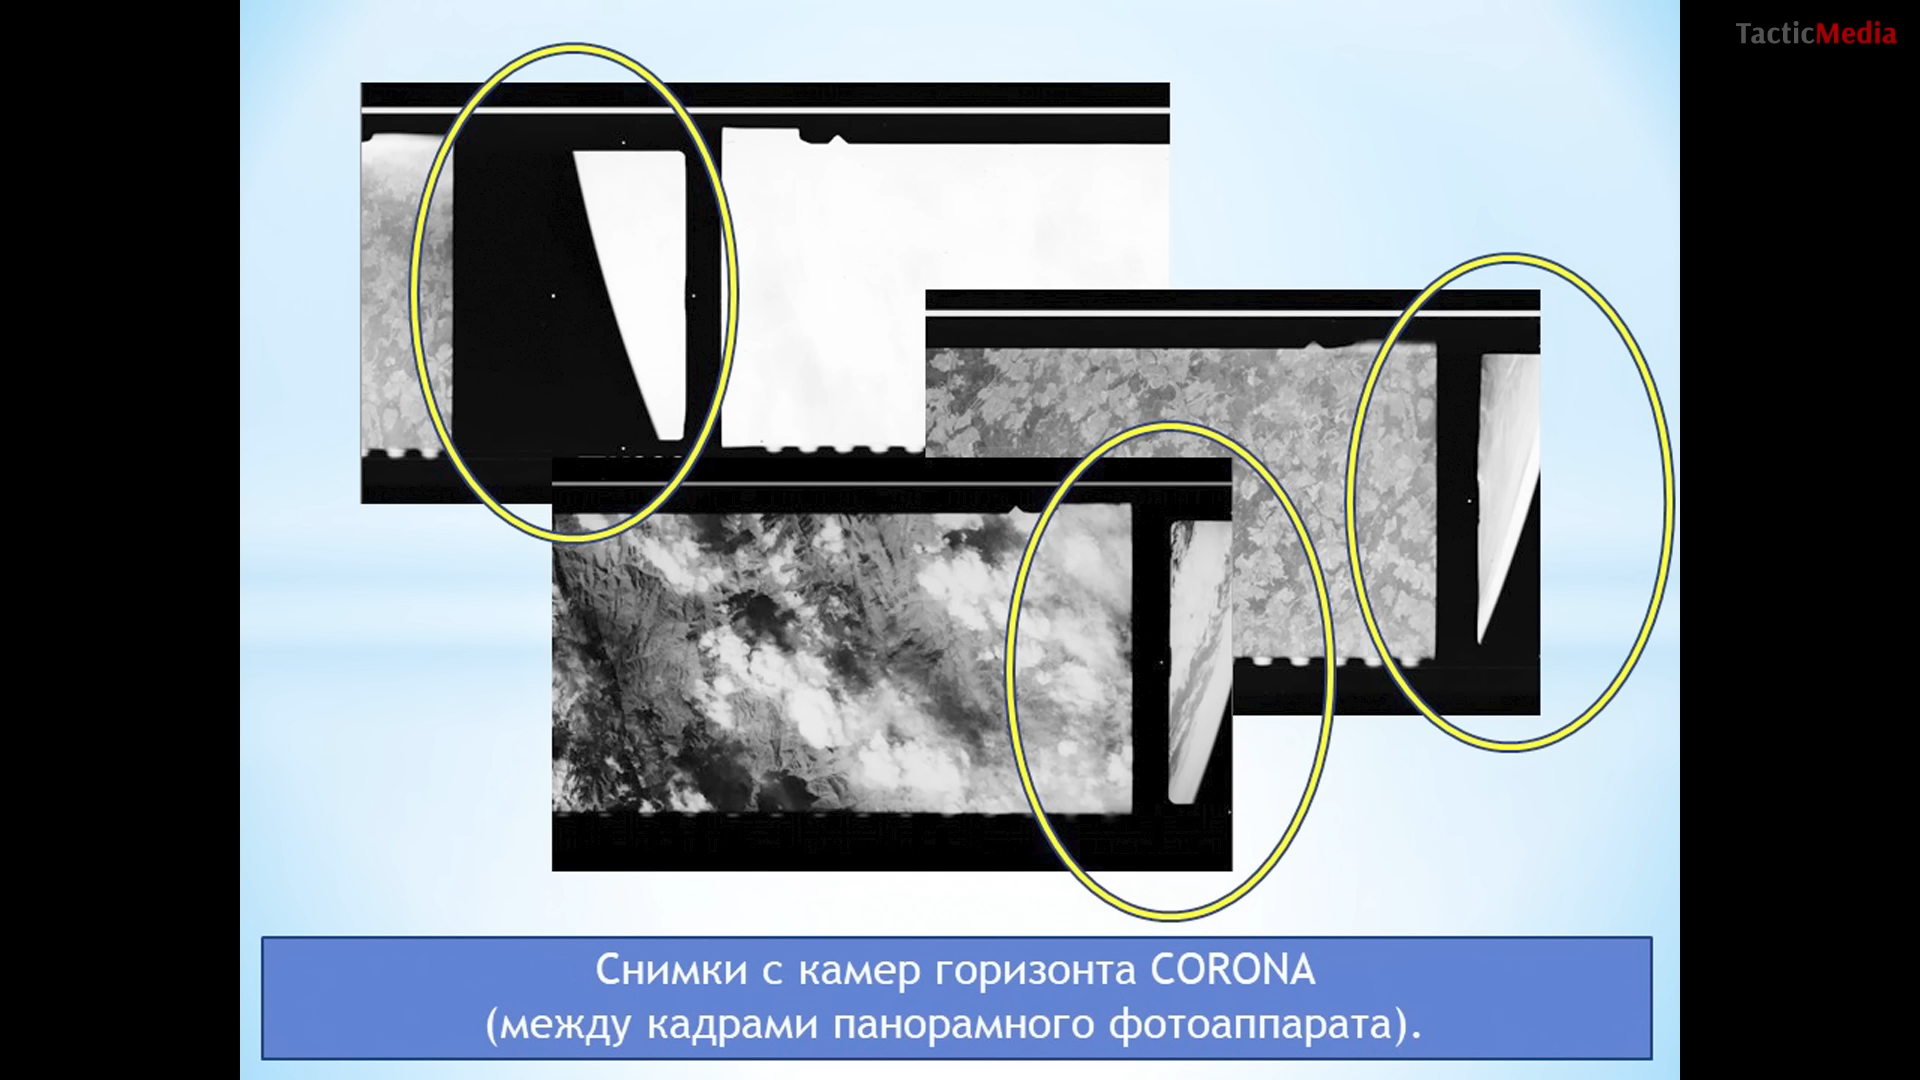 TacticMedia
Снимки с камер горизонта CORONA
(между кадрами панорамного фотоаппарата).